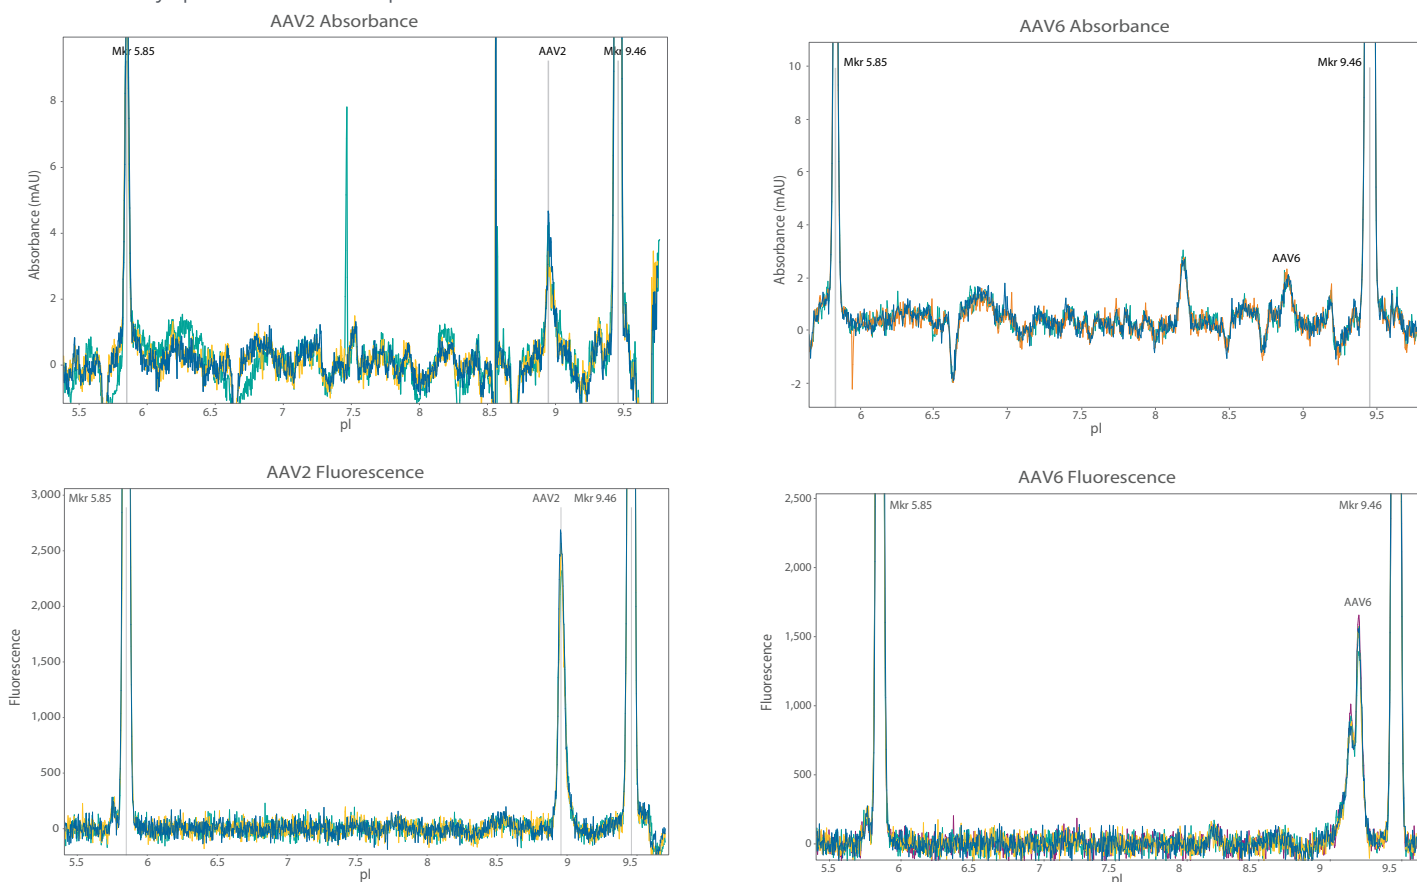 AAV2 Absorbance
Mkr 5.85
AAV2
Mkr 9.46
8
6
4
2
0
Absorbance (mAU)
5.5 6 6.5 7 7.5 8 8.5 9 9.5
pI
AAV6 Absorbance
Mkr 5.85
Mkr 9.46
AAV6
10
8
6
4
2
0
-2
Absorbance (mAU)
6 6.5 7 7.5 8 8.5 9 9.5
pI
AAV2 Fluorescence
Mkr 5.85
AAV2
Mkr 9.46
3,000
2,500
2,000
1,500
1,000
500
0
Fluorescence
5.5 6 6.5 7 7.5 8 8.5 9 9.5
pI
AAV6 Fluorescence
Mkr 5.85
Mkr 9.46
AAV6
2,500
2,000
1,500
1,000
500
0
Fluorescence
5.5 6 6.5 7 7.5 8 8.5 9 9.5
pI